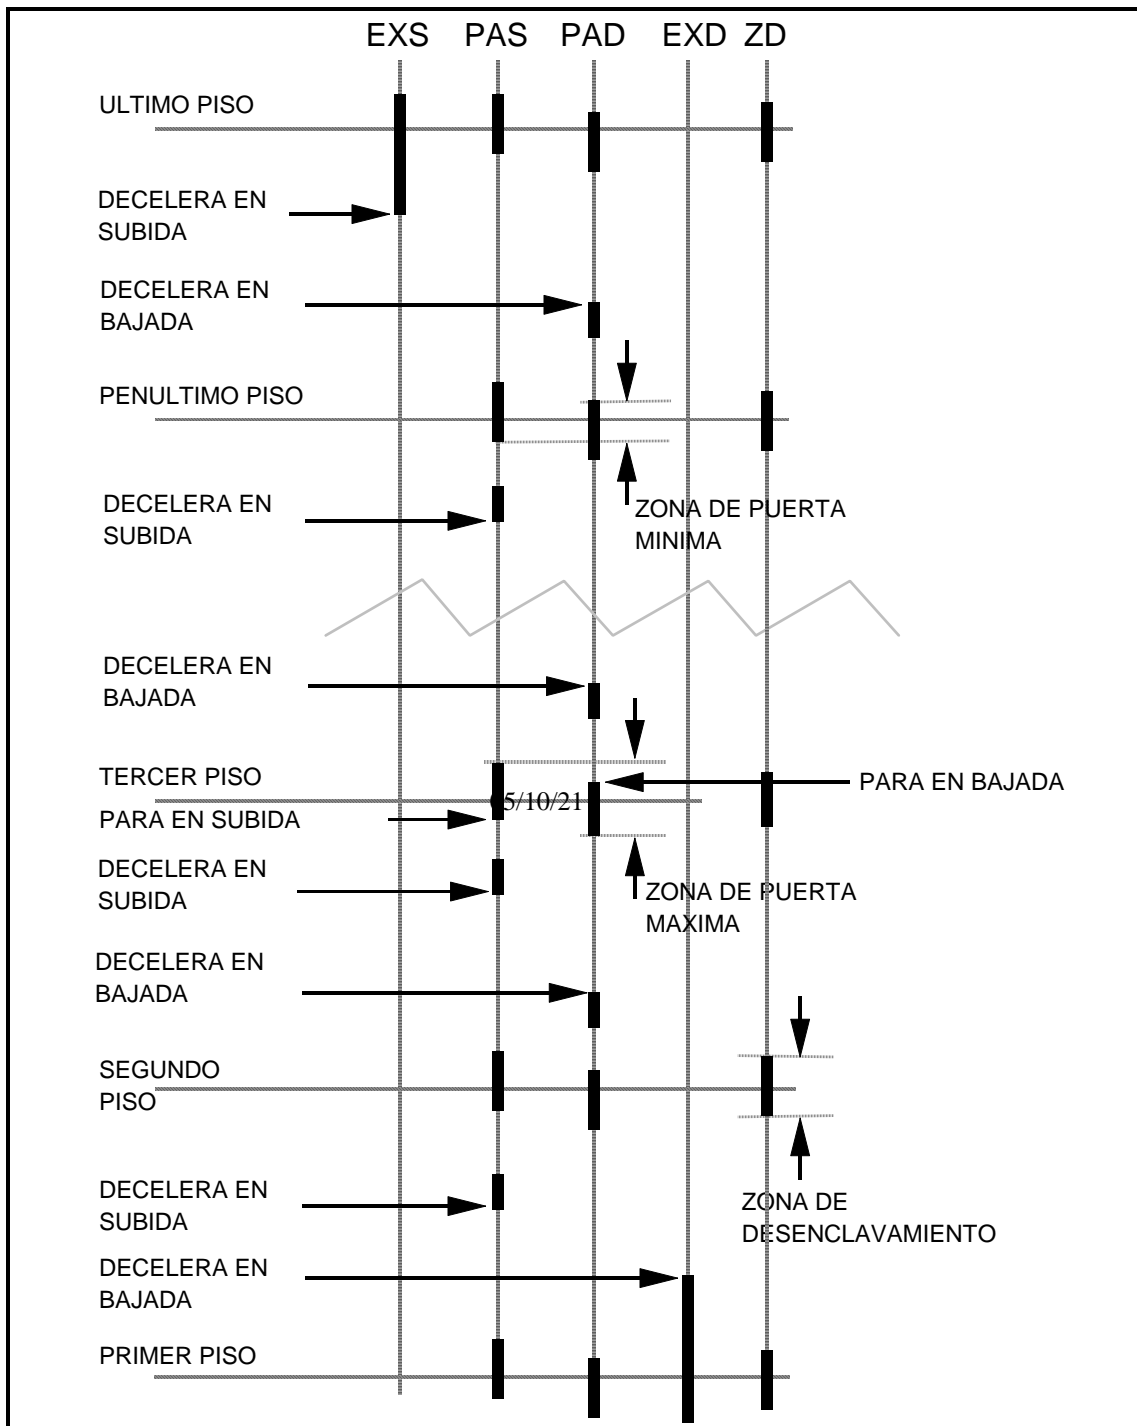 EXS PAS PAD EXD ZD
ULTIMO PISO
DECELERA EN
SUBIDA
DECELERA EN
BAJADA
PENULTIMO PISO
DECELERA EN
SUBIDA
ZONA DE PUERTA
MINIMA
DECELERA EN
BAJADA
TERCER PISO
PARA EN BAJADA
5/10/21
PARA EN SUBIDA
DECELERA EN
SUBIDA
ZONA DE PUERTA
MAXIMA
DECELERA EN
BAJADA
SEGUNDO
PISO
DECELERA EN
SUBIDA
ZONA DE
DESENCLAVAMIENTO
DECELERA EN
BAJADA
PRIMER PISO